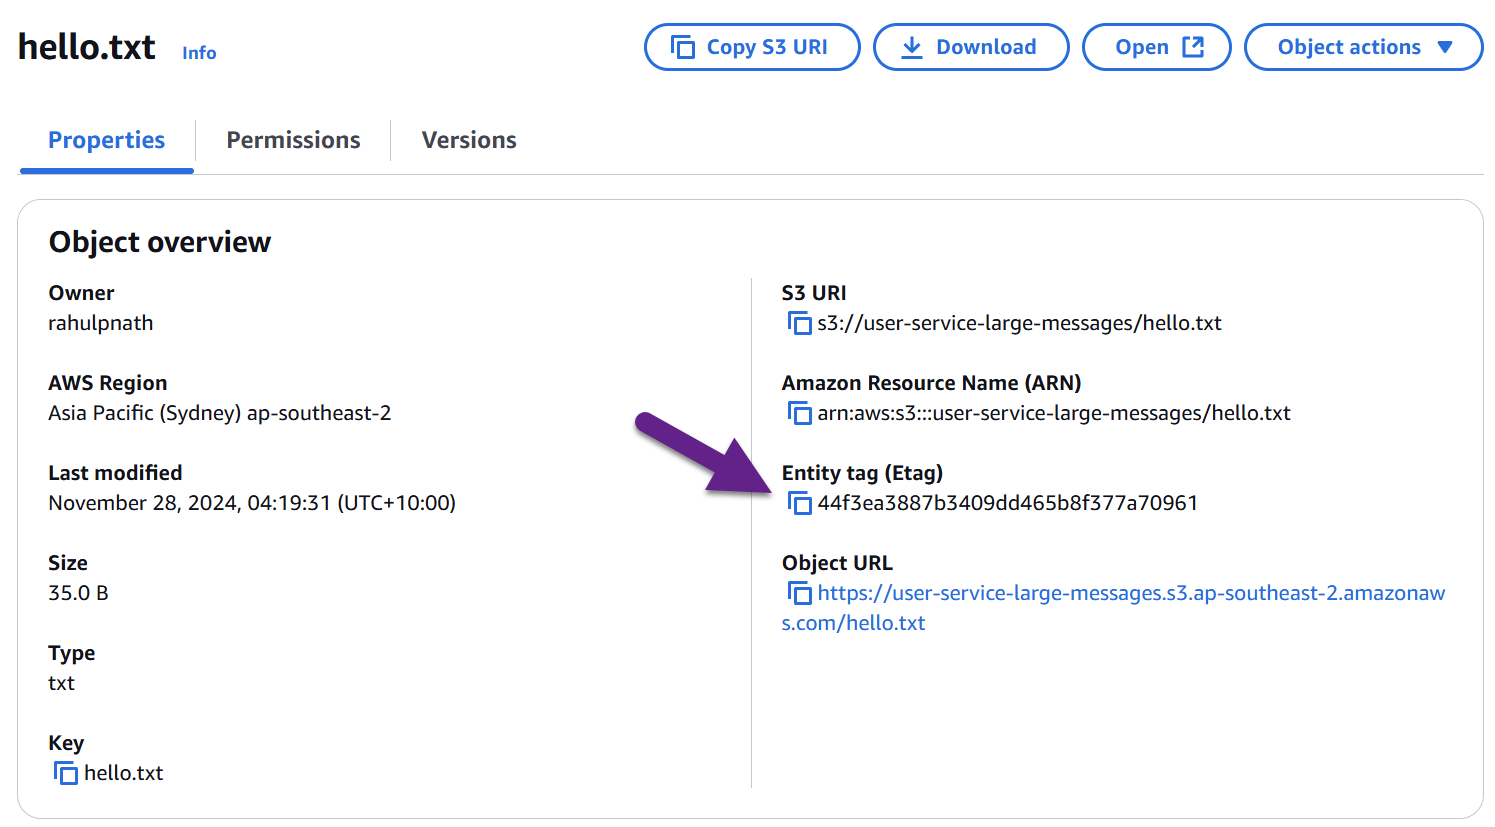 hello.txt Info Copy S3 URI Download Open Object actions
Properties Permissions Versions
Object overview
Owner
rahulpnath
AWS Region
Asia Pacific (Sydney) ap-southeast-2
Last modified
November 28, 2024, 04:19:31 (UTC+10:00)
Size
35.0 B
Type
txt
Key
hello.txt
S3 URI
s3://user-service-large-messages/hello.txt
Amazon Resource Name (ARN)
arn:aws:s3:::user-service-large-messages/hello.txt
Entity tag (Etag)
44f3ea3887b3409dd465b8f377a70961
Object URL
https://user-service-large-messages.s3.ap-southeast-2.amazonaw
s.com/hello.txt